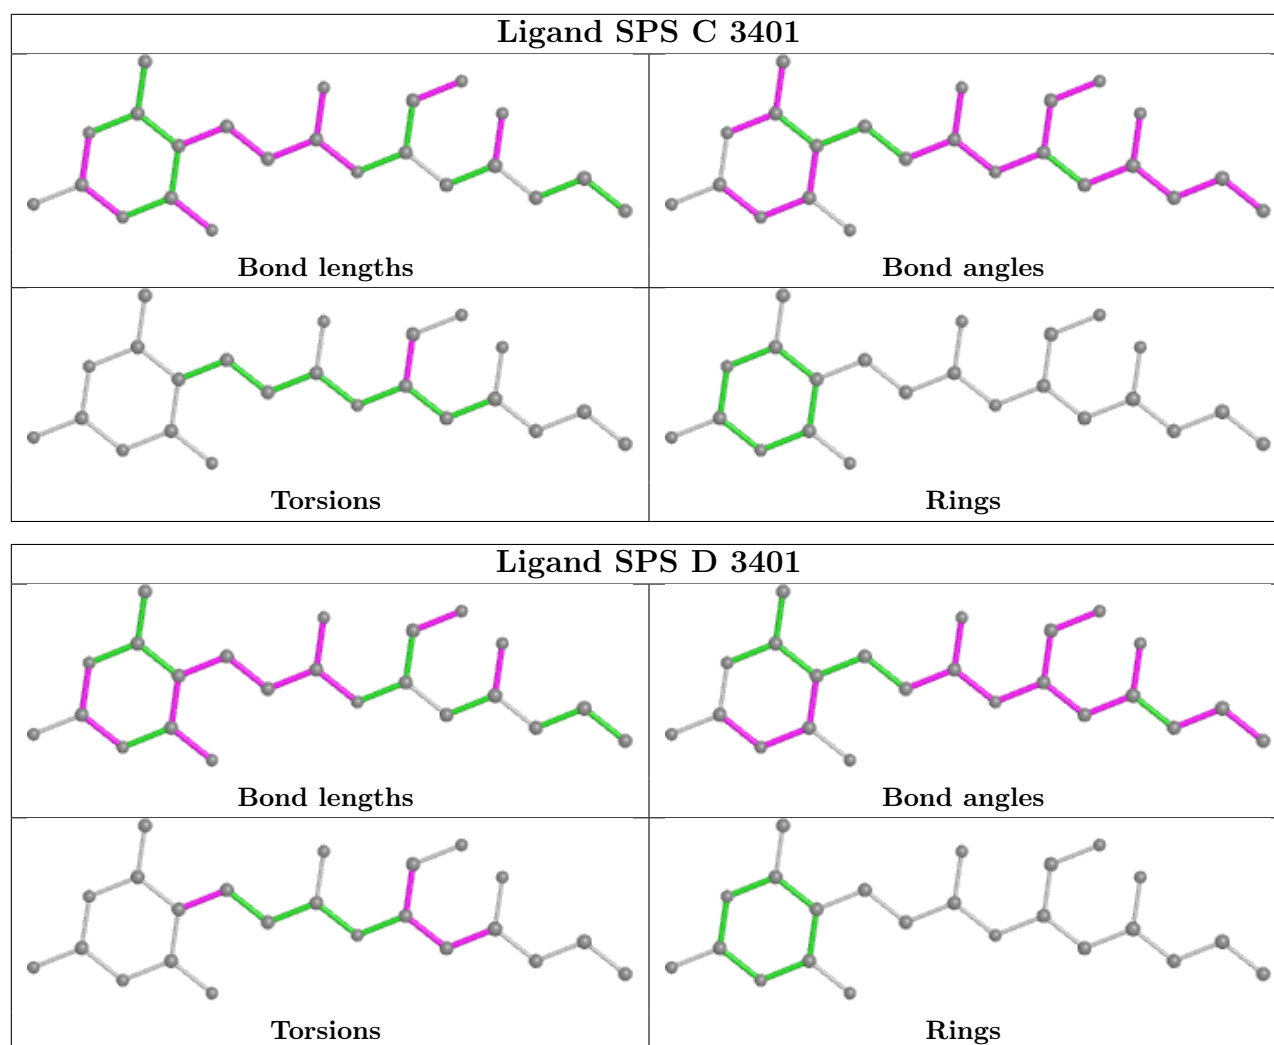 Ligand SPS C 3401
Bond lengths
Bond angles
Torsions
Rings
Ligand SPS D 3401
Bond lengths
Bond angles
Torsions
Rings